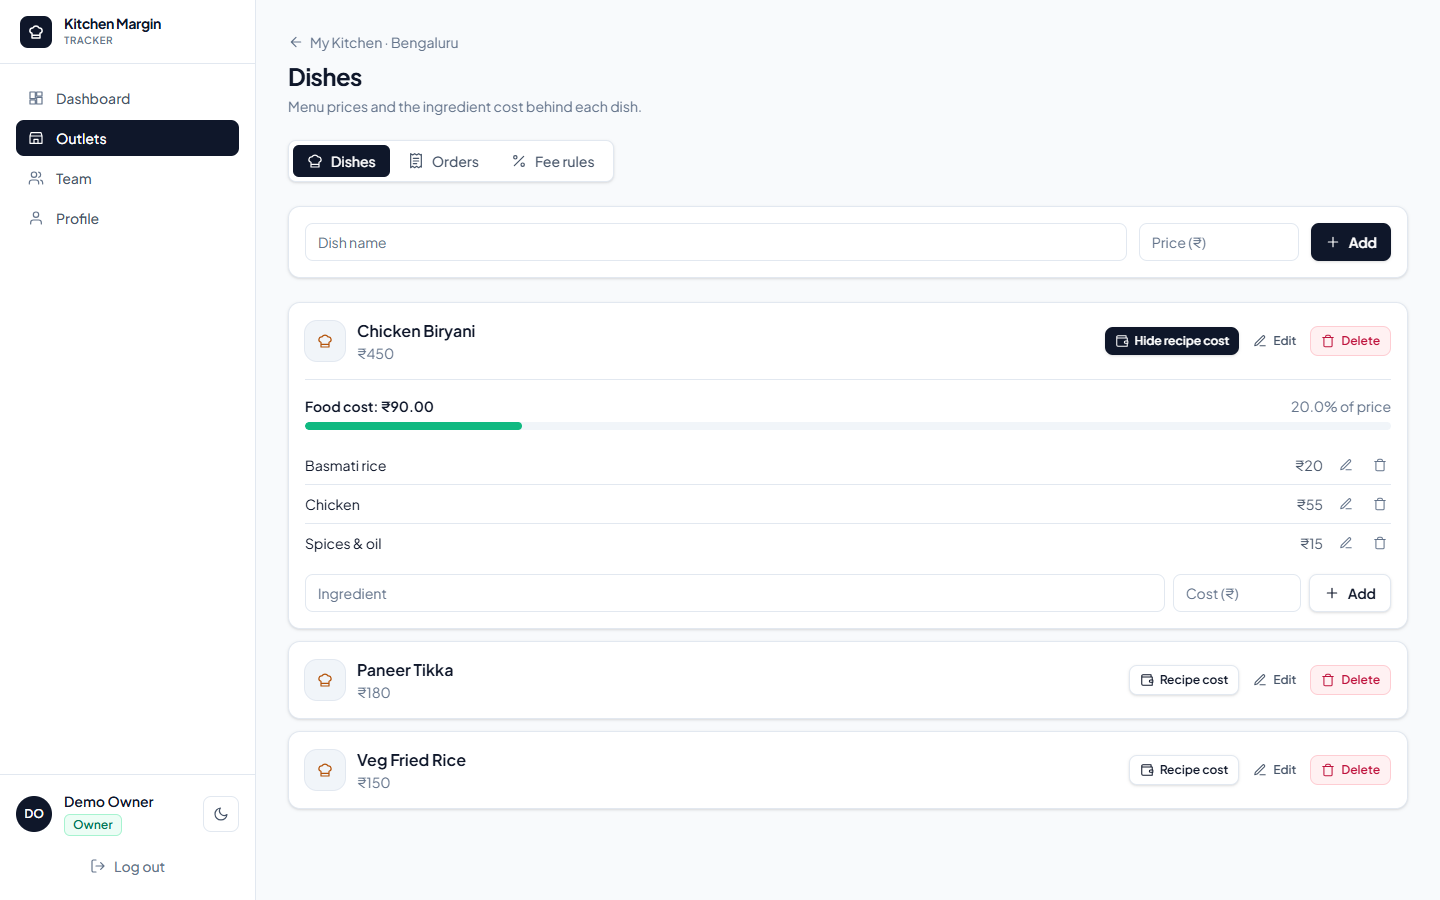 Kitchen Margin
TRACKER
Dashboard
Outlets
Team
Profile
Demo Owner
DO
Owner
Log out
My Kitchen · Bengaluru
Dishes
Menu prices and the ingredient cost behind each dish.
Dishes Orders Fee rules
Dish name Price (₹) Add
Chicken Biryani
₹450
Hide recipe cost Edit Delete
Food cost: ₹90.00 20.0% of price
Basmati rice ₹20
Chicken ₹55
Spices & oil ₹15
Ingredient Cost (₹) Add
Paneer Tikka
₹180
Recipe cost Edit Delete
Veg Fried Rice
₹150
Recipe cost Edit Delete